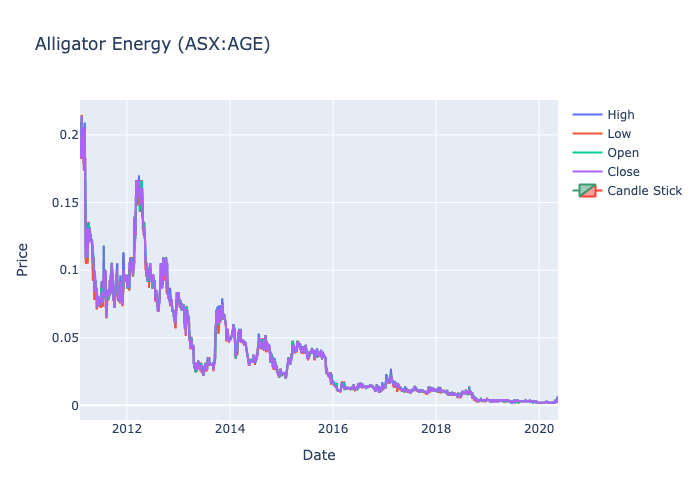 Alligator Energy (ASX:AGE)
High
Low
Open
Close
Candle Stick
Price
0.2
0.15
0.1
0.05
0
2012
2014
2016
2018
2020
Date